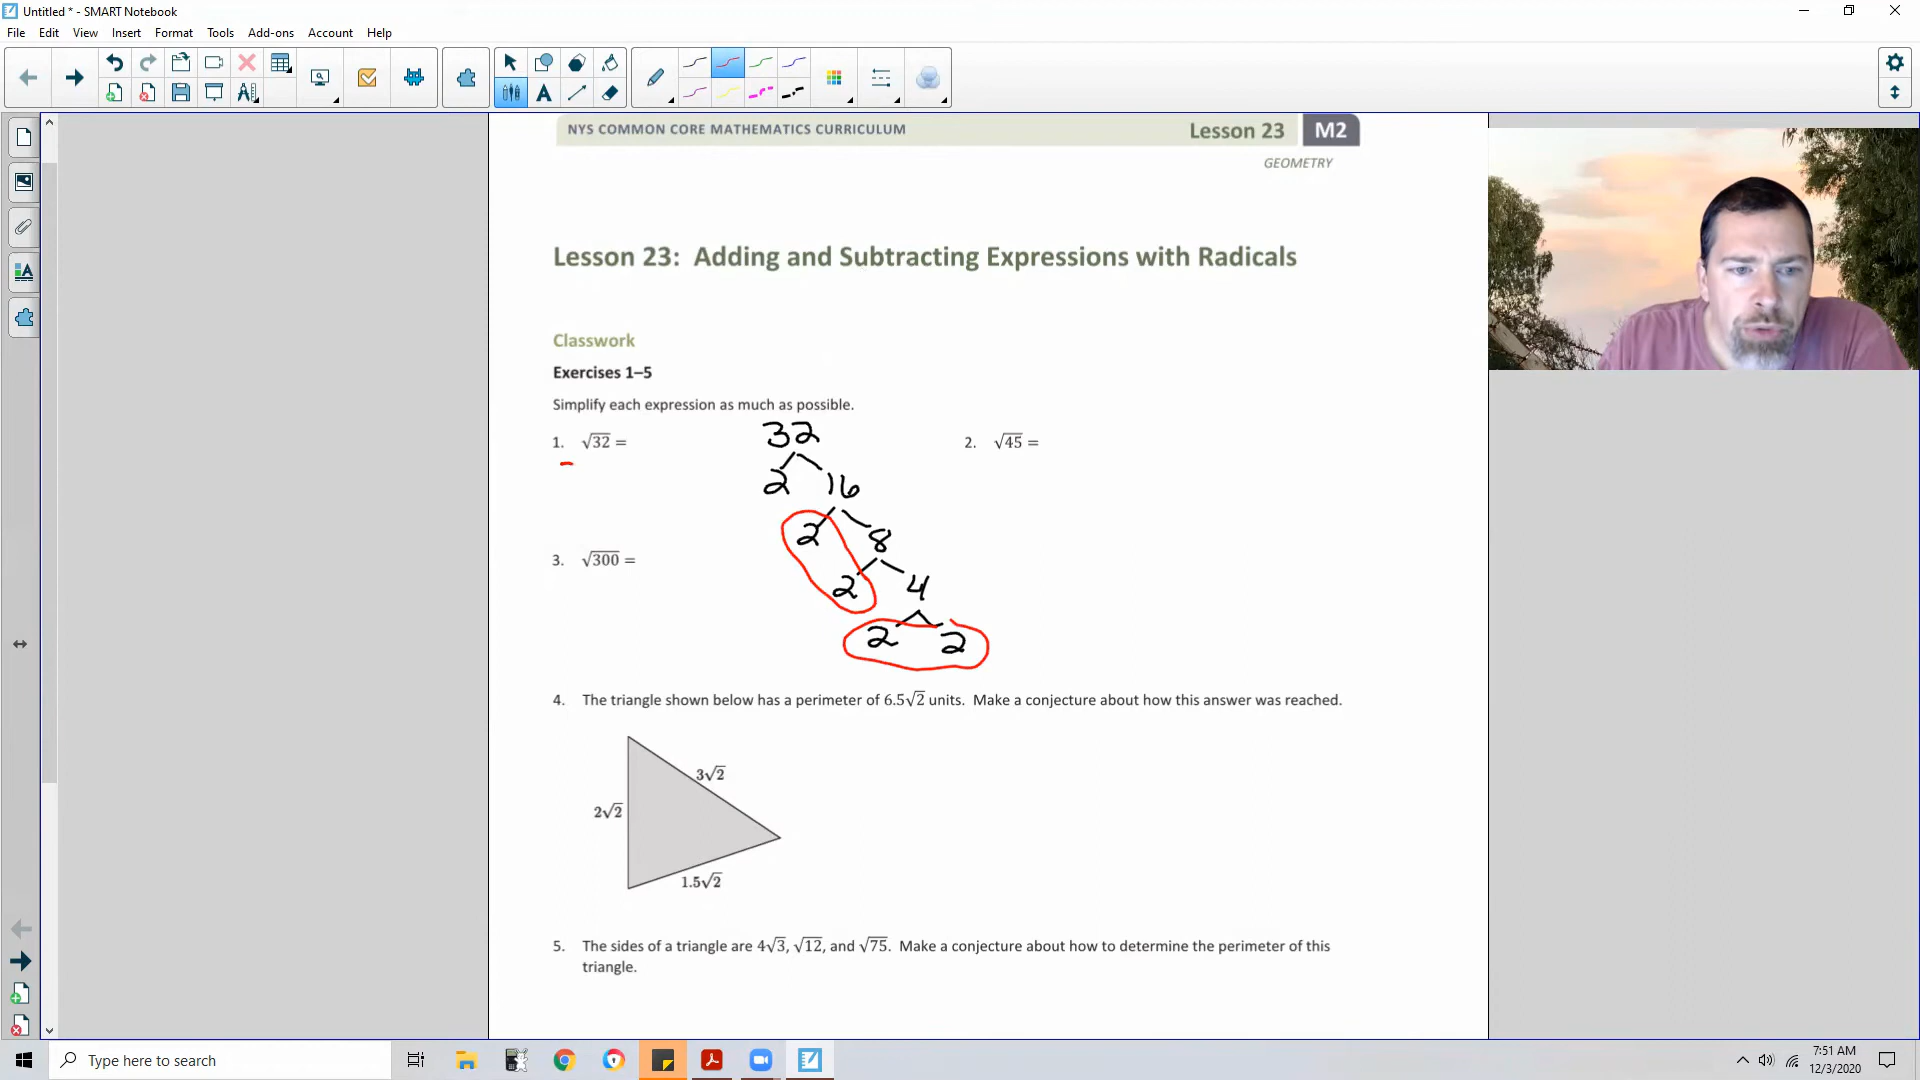 Untitled * - SMART Notebook
File Edit View Insert Format Tools Add-ons Account Help
NYS COMMON CORE MATHEMATICS CURRICULUM
Lesson 23 M2
GEOMETRY
Lesson 23: Adding and Subtracting Expressions with Radicals
Classwork
Exercises 1–5
Simplify each expression as much as possible.
1. √32 =
2. √45 =
32
2 16
2 8
3. √300 =
2 4
2 2
4. The triangle shown below has a perimeter of 6.5√2 units. Make a conjecture about how this answer was reached.
3√2
2√2
1.5√2
5. The sides of a triangle are 4√3, √12, and √75. Make a conjecture about how to determine the perimeter of this
triangle.
Type here to search
7:51 AM
12/3/2020